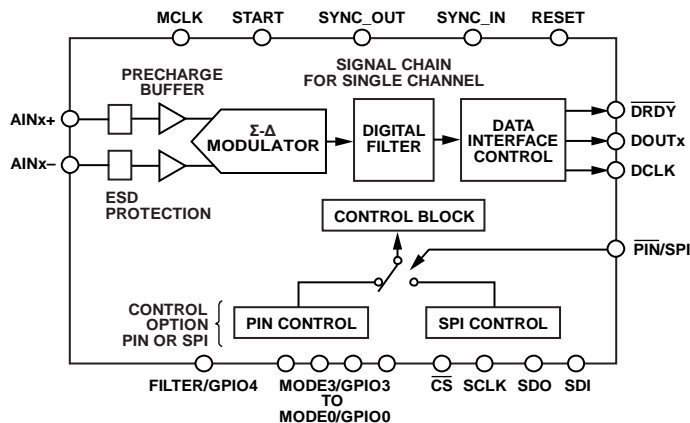 MCLK START SYNC_OUT SYNC_IN RESET
PRECHARGE
BUFFER
SIGNAL CHAIN
FOR SINGLE CHANNEL
AINx+
AINx−
Σ-Δ
MODULATOR
DIGITAL
FILTER
DATA
INTERFACE
CONTROL
DRDY
DOUTx
DCLK
ESD
PROTECTION
CONTROL BLOCK
PIN/SPI
CONTROL
OPTION
PIN OR SPI
PIN CONTROL
SPI CONTROL
FILTER/GPIO4
MODE3/GPIO3
TO
MODE0/GPIO0
CS SCLK SDO SDI